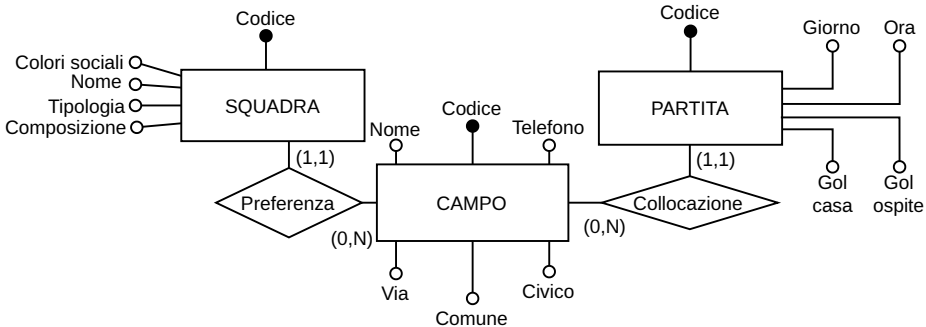 Codice
Colori sociali
Nome
Tipologia
Composizione
SQUADRA
(1,1)
Preferenza
(0,N)
Nome
Codice
Telefono
CAMPO
Via
Comune
Civico
(0,N)
Collocazione
(1,1)
Codice
PARTITA
Giorno
Ora
Gol
casa
Gol
ospite